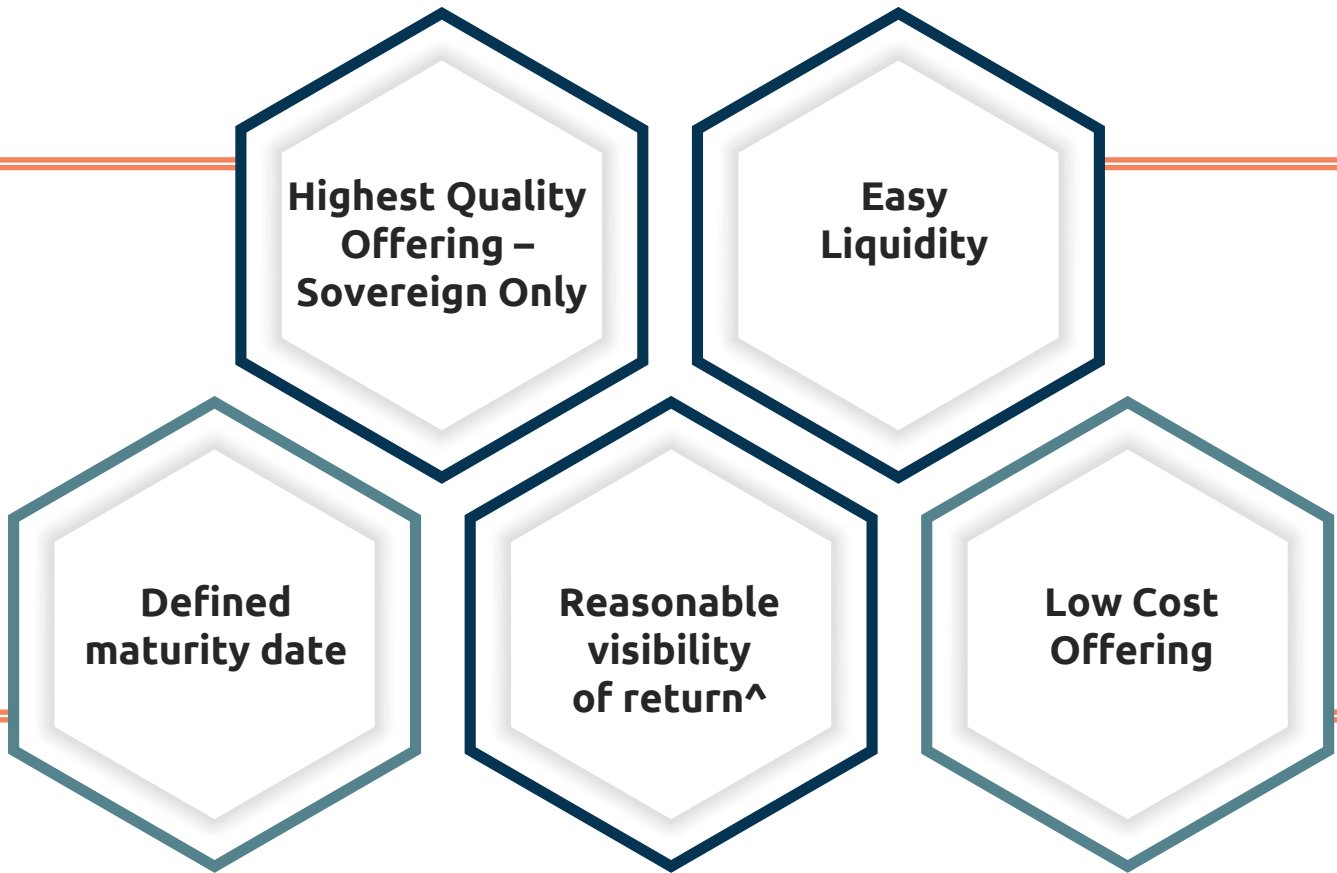 Highest Quality
Offering –
Sovereign Only
Easy
Liquidity
Defined
maturity date
Reasonable
visibility
of return^
Low Cost
Offering